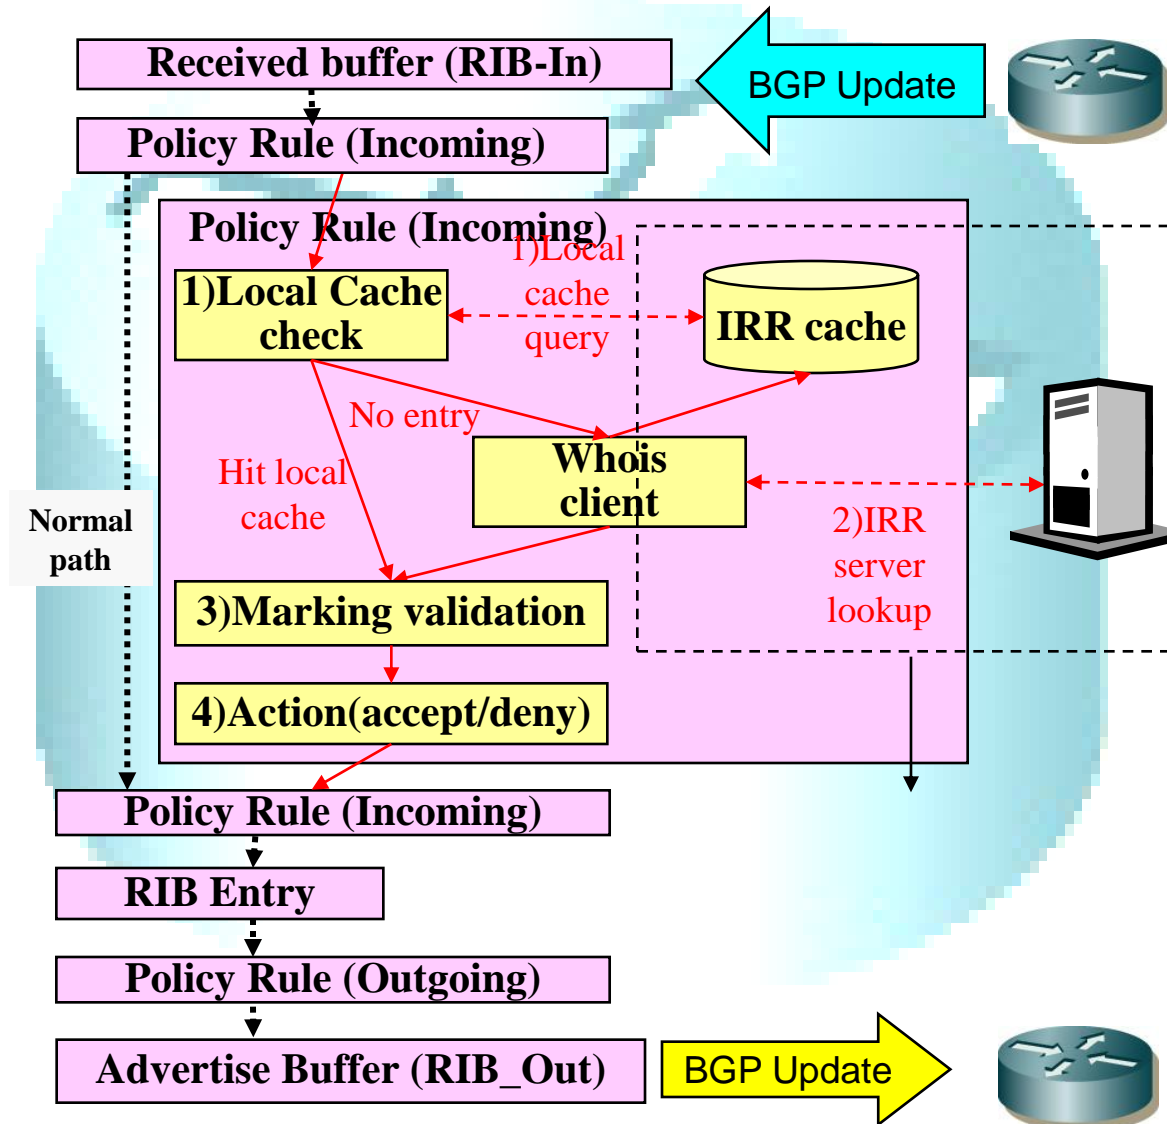 Received buffer (RIB-In)
BGP Update
Policy Rule (Incoming)
Policy Rule (Incoming)
1)Local
cache
query
1)Local Cache
check
IRR cache
No entry
Whois
client
Hit local
cache
Normal
path
2)IRR
server
lookup
3)Marking validation
4)Action(accept/deny)
Policy Rule (Incoming)
RIB Entry
Policy Rule (Outgoing)
Advertise Buffer (RIB_Out)
BGP Update